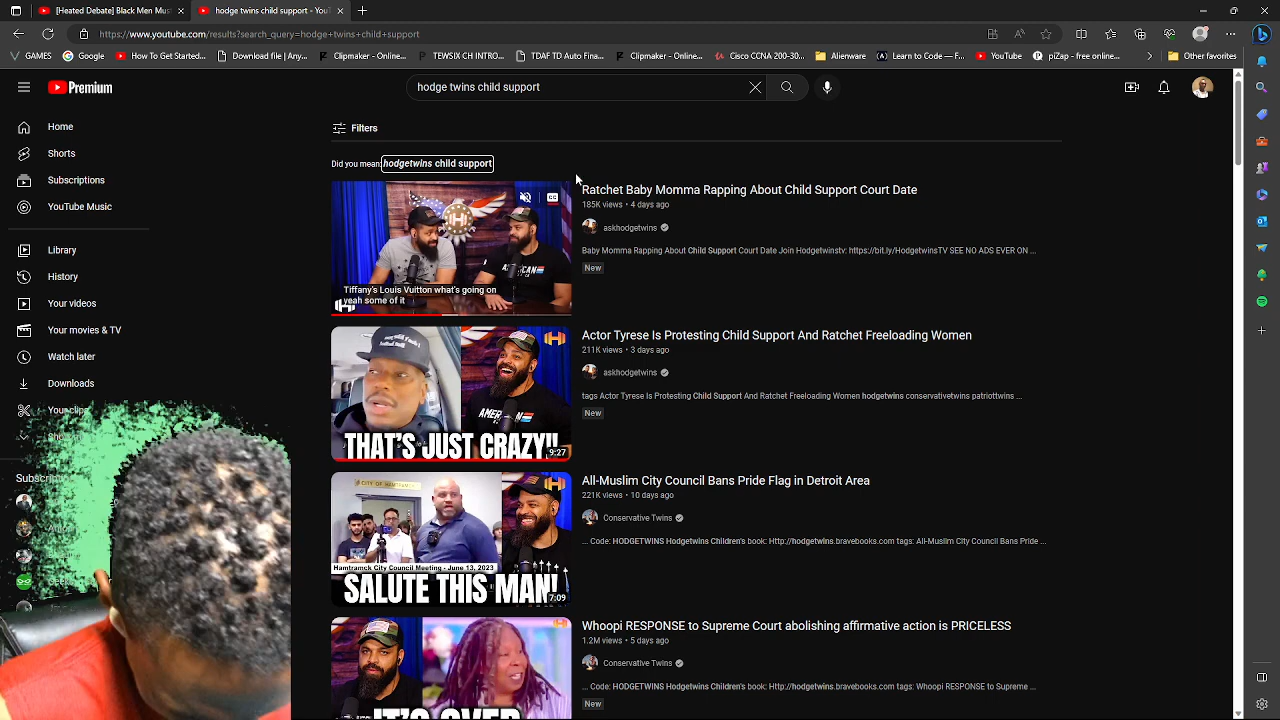 [Heated Debate] Black Men Mus
hodge twins child support - You
https://www.youtube.com/results?search_query=hodge+twins+child+support
GAMES
Google
How To Get Started...
Download file | Any...
Clipmaker - Online...
TEWSIX CH INTRO...
TDAF TD Auto Fina...
Clipmaker - Online...
Cisco CCNA 200-30...
Alienware
Learn to Code — F...
YouTube
piZap - free online...
Premium
hodge twins child support
Home
Shorts
Subscriptions
YouTube Music
Library
History
Your videos
Your movies & TV
Watch later
Downloads
Your clips
Filters
Did you mean: hodgetwins child support
Tiffany's Louis Vuitton what's going on
yeah some of it
Ratchet Baby Momma Rapping About Child Support Court Date
185K views • 4 days ago
askhodgetwins
Baby Momma Rapping About Child Support Court Date Join Hodgetwinstv: https://bit.ly/HodgetwinsTV SEE NO ADS EVER ON ...
New
THAT'S JUST CRAZY!!
9:27
Actor Tyrese Is Protesting Child Support And Ratchet Freeloading Women
211K views • 3 days ago
askhodgetwins
tags Actor Tyrese Is Protesting Child Support And Ratchet Freeloading Women hodgetwins conservativetwins patriottwins ...
New
Hamtramck City Council Meeting - June 13, 2023
SALUTE THIS MAN!
7:09
All-Muslim City Council Bans Pride Flag in Detroit Area
221K views • 10 days ago
Conservative Twins
... Code: HODGETWINS Hodgetwins Children's book: Http://hodgetwins.bravebooks.com tags: All-Muslim City Council Bans Pride ...
IT'S OVER
Whoopi RESPONSE to Supreme Court abolishing affirmative action is PRICELESS
1.2M views • 5 days ago
Conservative Twins
... Code: HODGETWINS Hodgetwins Children's book: Http://hodgetwins.bravebooks.com tags: Whoopi RESPONSE to Supreme ...
New